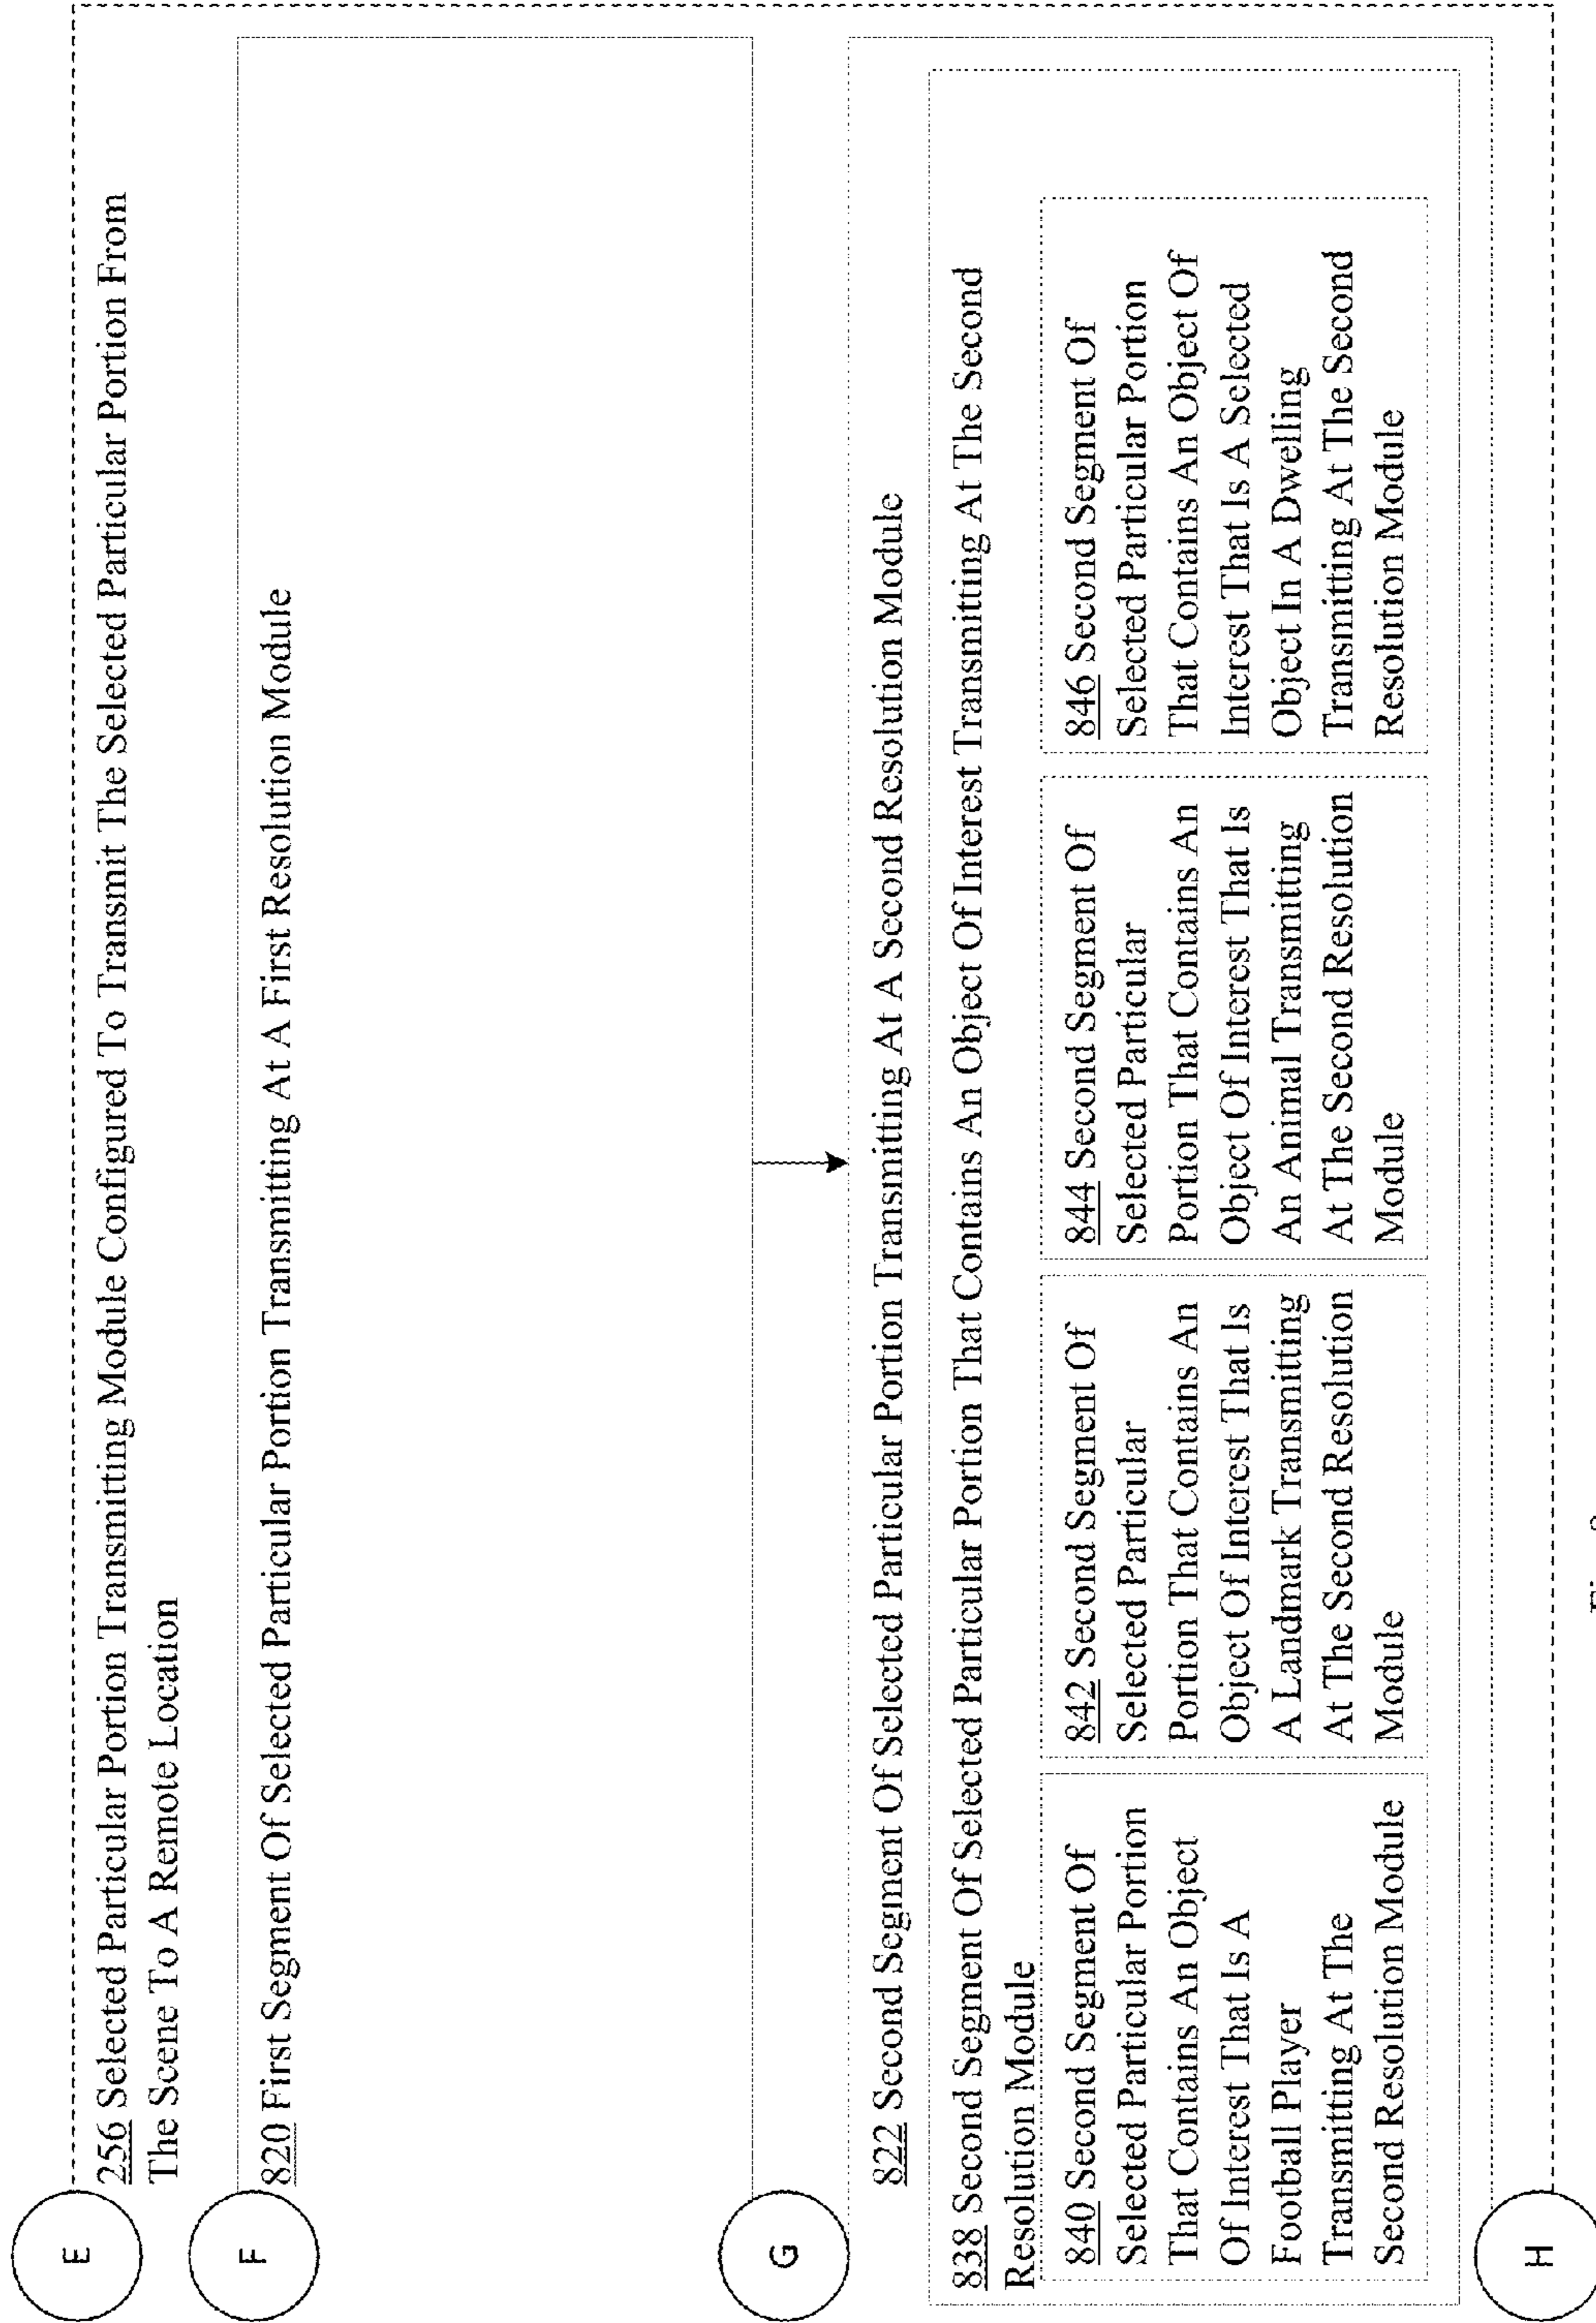 E
256 Selected Particular Portion Transmitting Module Configured To Transmit The Selected Particular Portion From
The Scene To A Remote Location
F
820 First Segment Of Selected Particular Portion Transmitting At A First Resolution Module
G
822 Second Segment Of Selected Particular Portion Transmitting At A Second Resolution Module
838 Second Segment Of Selected Particular Portion That Contains An Object Of Interest Transmitting At The Second
Resolution Module
840 Second Segment Of
Selected Particular Portion
That Contains An Object
Of Interest That Is A
Football Player
Transmitting At The
Second Resolution Module
842 Second Segment Of
Selected Particular
Portion That Contains An
Object Of Interest That Is
A Landmark Transmitting
At The Second Resolution
Module
844 Second Segment Of
Selected Particular
Portion That Contains An
Object Of Interest That Is
An Animal Transmitting
At The Second Resolution
Module
846 Second Segment Of
Selected Particular Portion
That Contains An Object Of
Interest That Is A Selected
Object In A Dwelling
Transmitting At The Second
Resolution Module
H